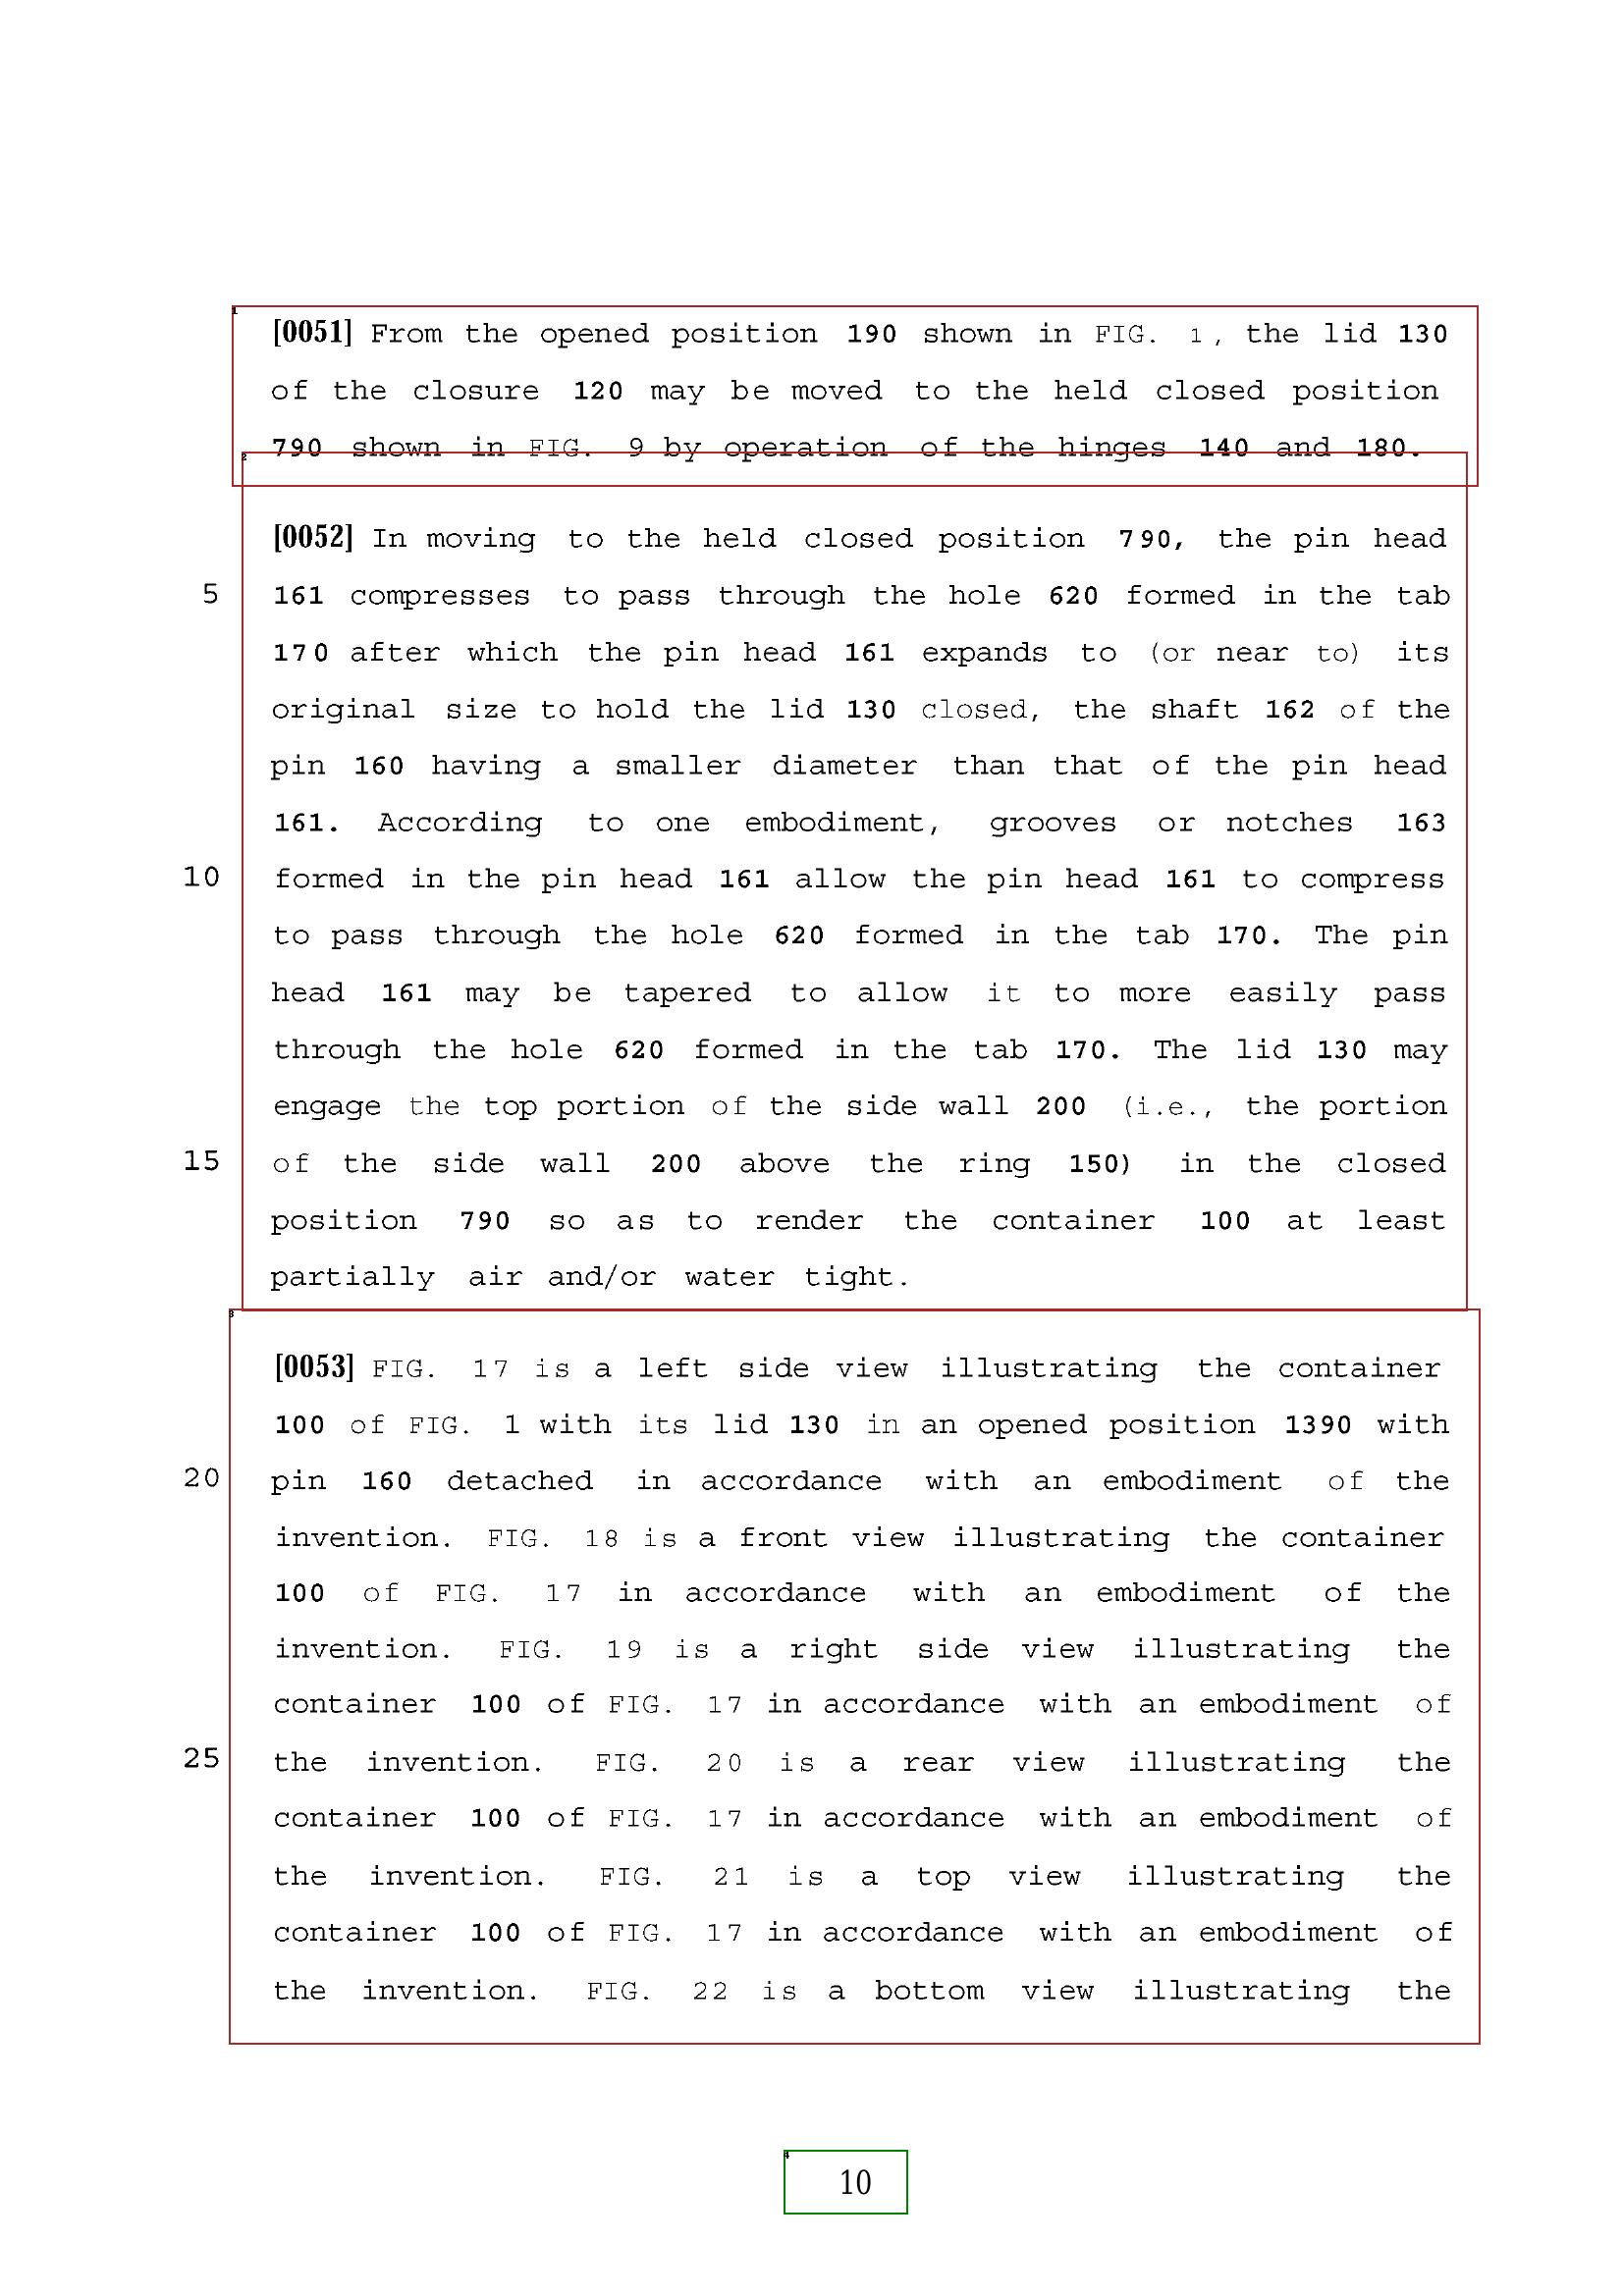 [0051] From the opened position 190 shown in FIG. 1, the lid 130
of the closure 120 may be moved to the held closed position
790 shown in FIG. 9 by operation of the hinges 140 and 180.
[0052] In moving to the held closed position 790, the pin head
5 161 compresses to pass through the hole 620 formed in the tab
170 after which the pin head 161 expands to (or near to) its
original size to hold the lid 130 closed, the shaft 162 of the
pin 160 having a smaller diameter than that of the pin head
161. According to one embodiment, grooves or notches 163
10 formed in the pin head 161 allow the pin head 161 to compress
to pass through the hole 620 formed in the tab 170. The pin
head 161 may be tapered to allow it to more easily pass
through the hole 620 formed in the tab 170. The lid 130 may
engage the top portion of the side wall 200 (i.e., the portion
15 of the side wall 200 above the ring 150) in the closed
position 790 so as to render the container 100 at least
partially air and/or water tight.
[0053] FIG. 17 is a left side view illustrating the container
100 of FIG. 1 with its lid 130 in an opened position 1390 with
20 pin 160 detached in accordance with an embodiment of the
invention. FIG. 18 is a front view illustrating the container
100 of FIG. 17 in accordance with an embodiment of the
invention. FIG. 19 is a right side view illustrating the
container 100 of FIG. 17 in accordance with an embodiment of
25 the invention. FIG. 20 is a rear view illustrating the
container 100 of FIG. 17 in accordance with an embodiment of
the invention. FIG. 21 is a top view illustrating the
container 100 of FIG. 17 in accordance with an embodiment of
the invention. FIG. 22 is a bottom view illustrating the
10